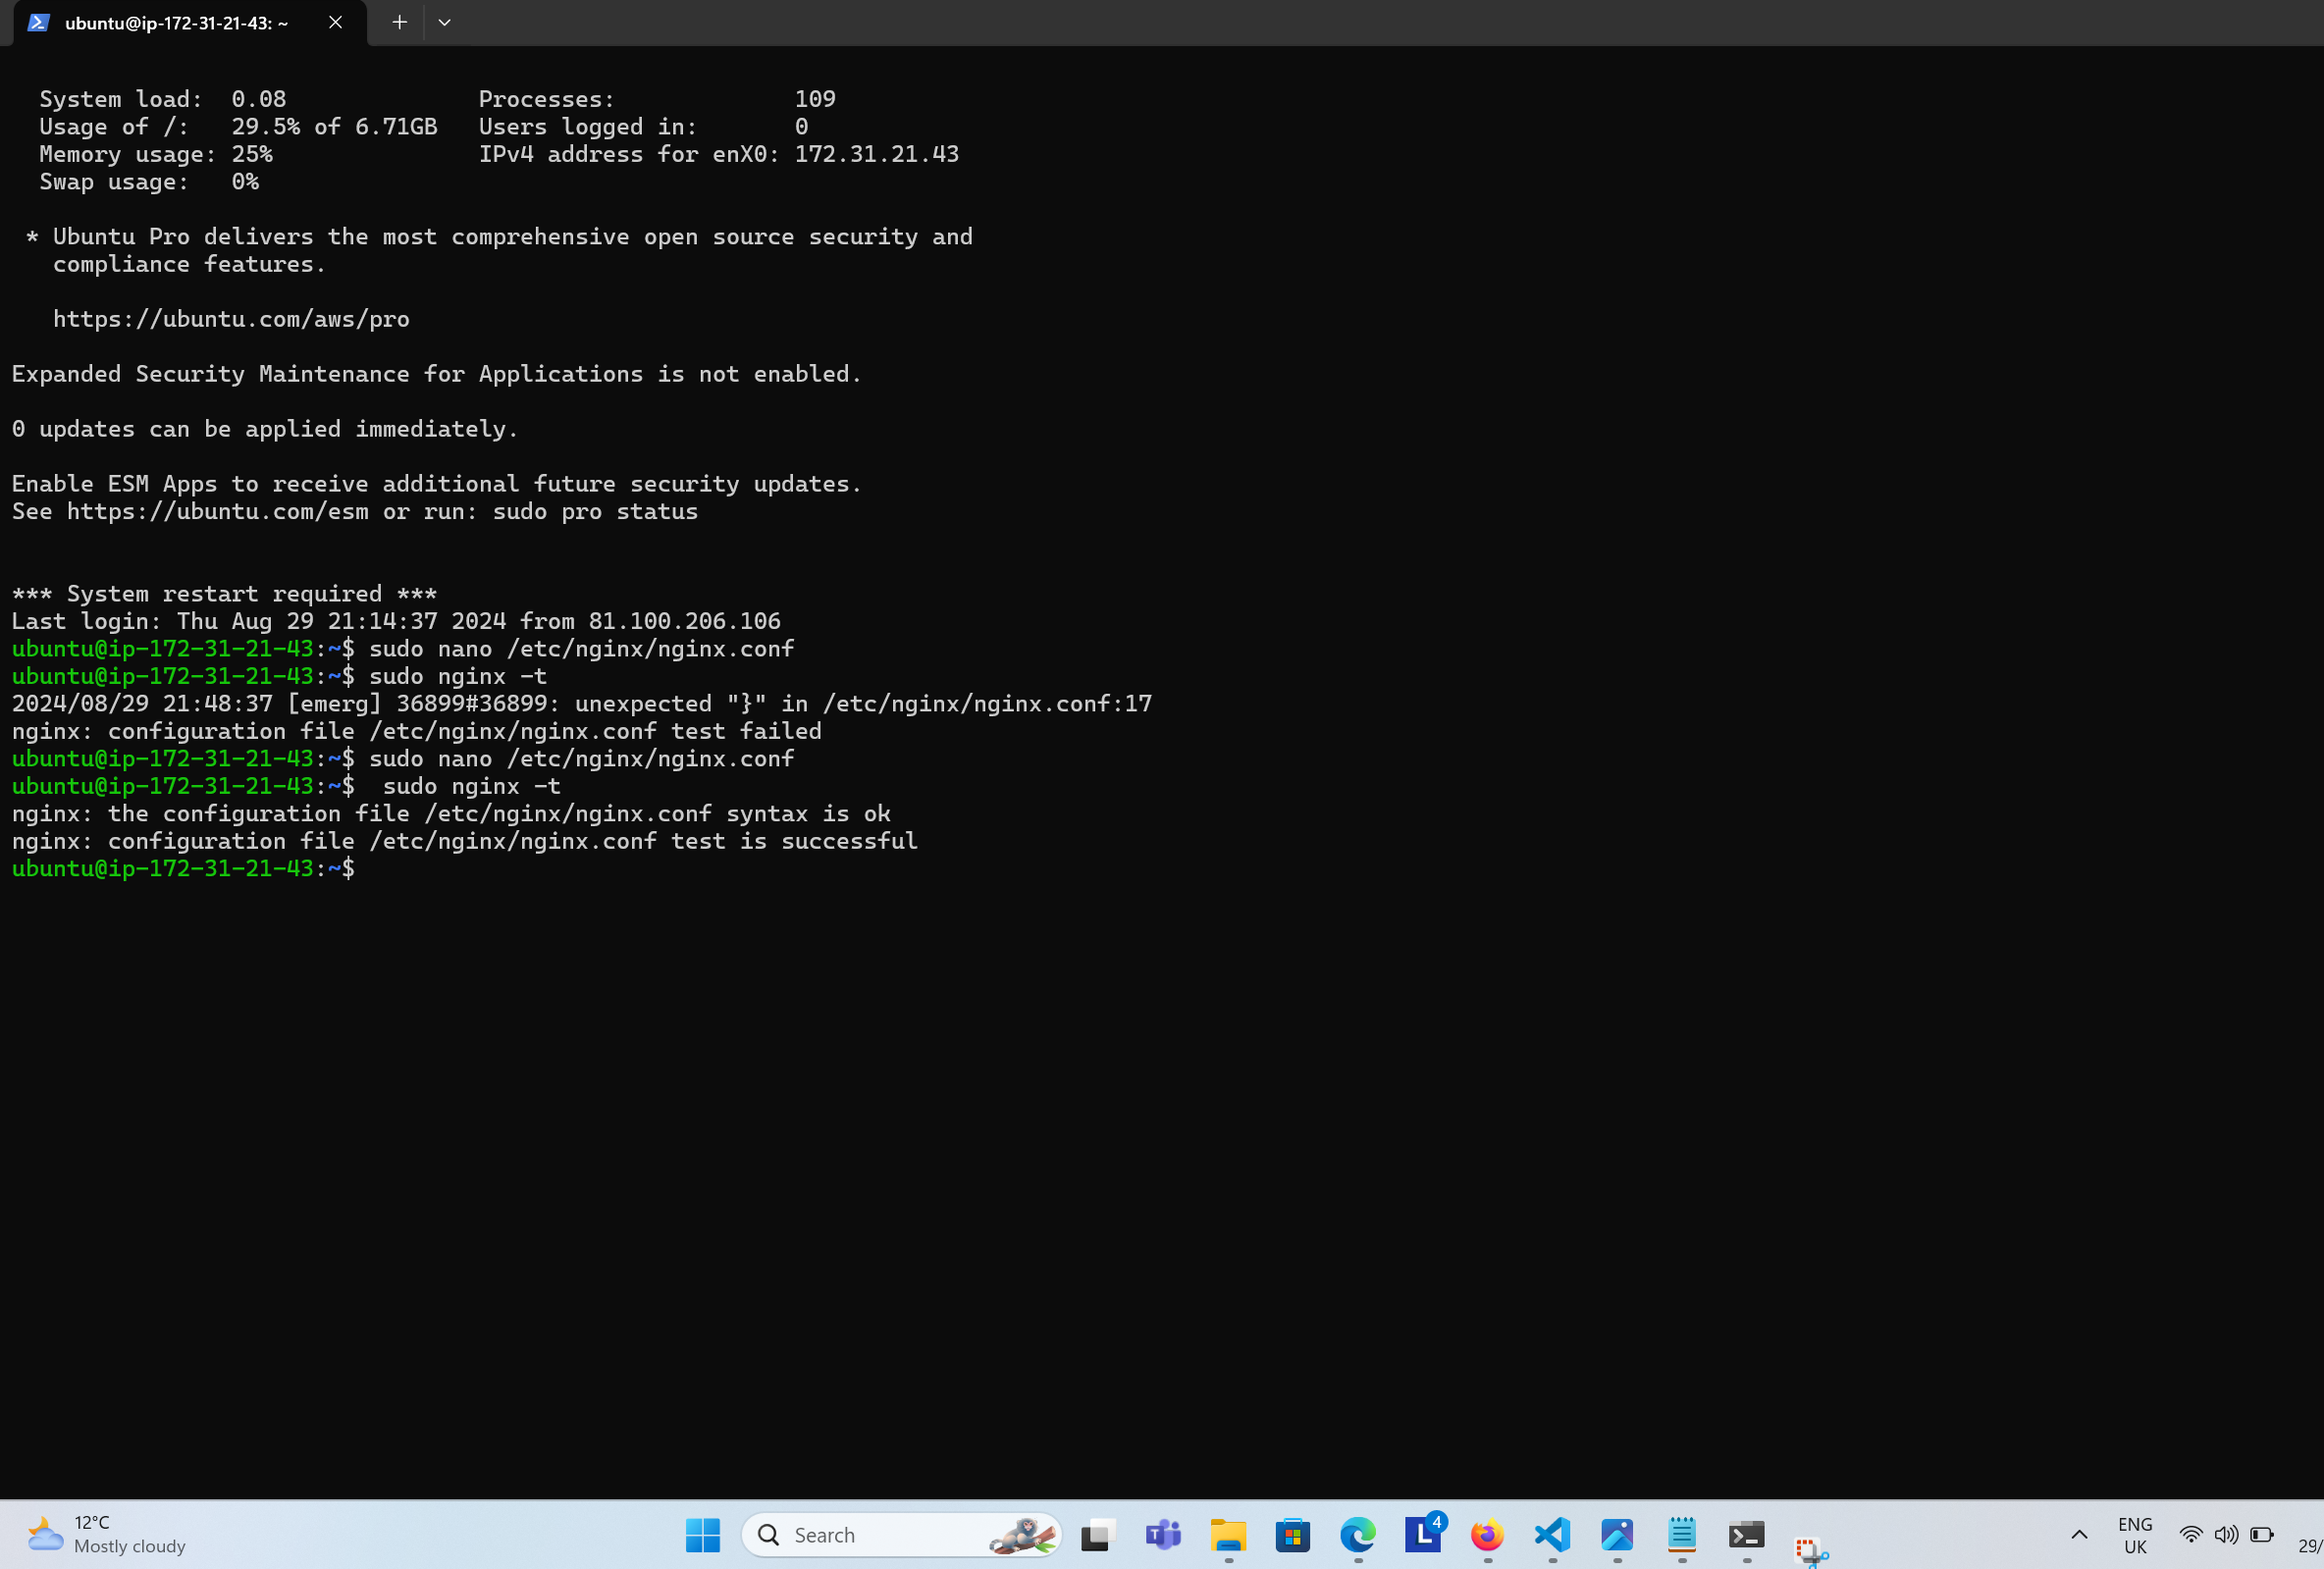 ubuntu@ip-172-31-21-43: ~
System load:  0.08              Processes:             109
Usage of /:   29.5% of 6.71GB   Users logged in:       0
Memory usage: 25%               IPv4 address for enX0: 172.31.21.43
Swap usage:   0%
* Ubuntu Pro delivers the most comprehensive open source security and
compliance features.
https://ubuntu.com/aws/pro
Expanded Security Maintenance for Applications is not enabled.
0 updates can be applied immediately.
Enable ESM Apps to receive additional future security updates.
See https://ubuntu.com/esm or run: sudo pro status
*** System restart required ***
Last login: Thu Aug 29 21:14:37 2024 from 81.100.206.106
ubuntu@ip-172-31-21-43:~$ sudo nano /etc/nginx/nginx.conf
ubuntu@ip-172-31-21-43:~$ sudo nginx -t
2024/08/29 21:48:37 [emerg] 36899#36899: unexpected "}" in /etc/nginx/nginx.conf:17
nginx: configuration file /etc/nginx/nginx.conf test failed
ubuntu@ip-172-31-21-43:~$ sudo nano /etc/nginx/nginx.conf
ubuntu@ip-172-31-21-43:~$  sudo nginx -t
nginx: the configuration file /etc/nginx/nginx.conf syntax is ok
nginx: configuration file /etc/nginx/nginx.conf test is successful
ubuntu@ip-172-31-21-43:~$
12°C
Mostly cloudy
Search
T
L
4
ENG
UK
29/